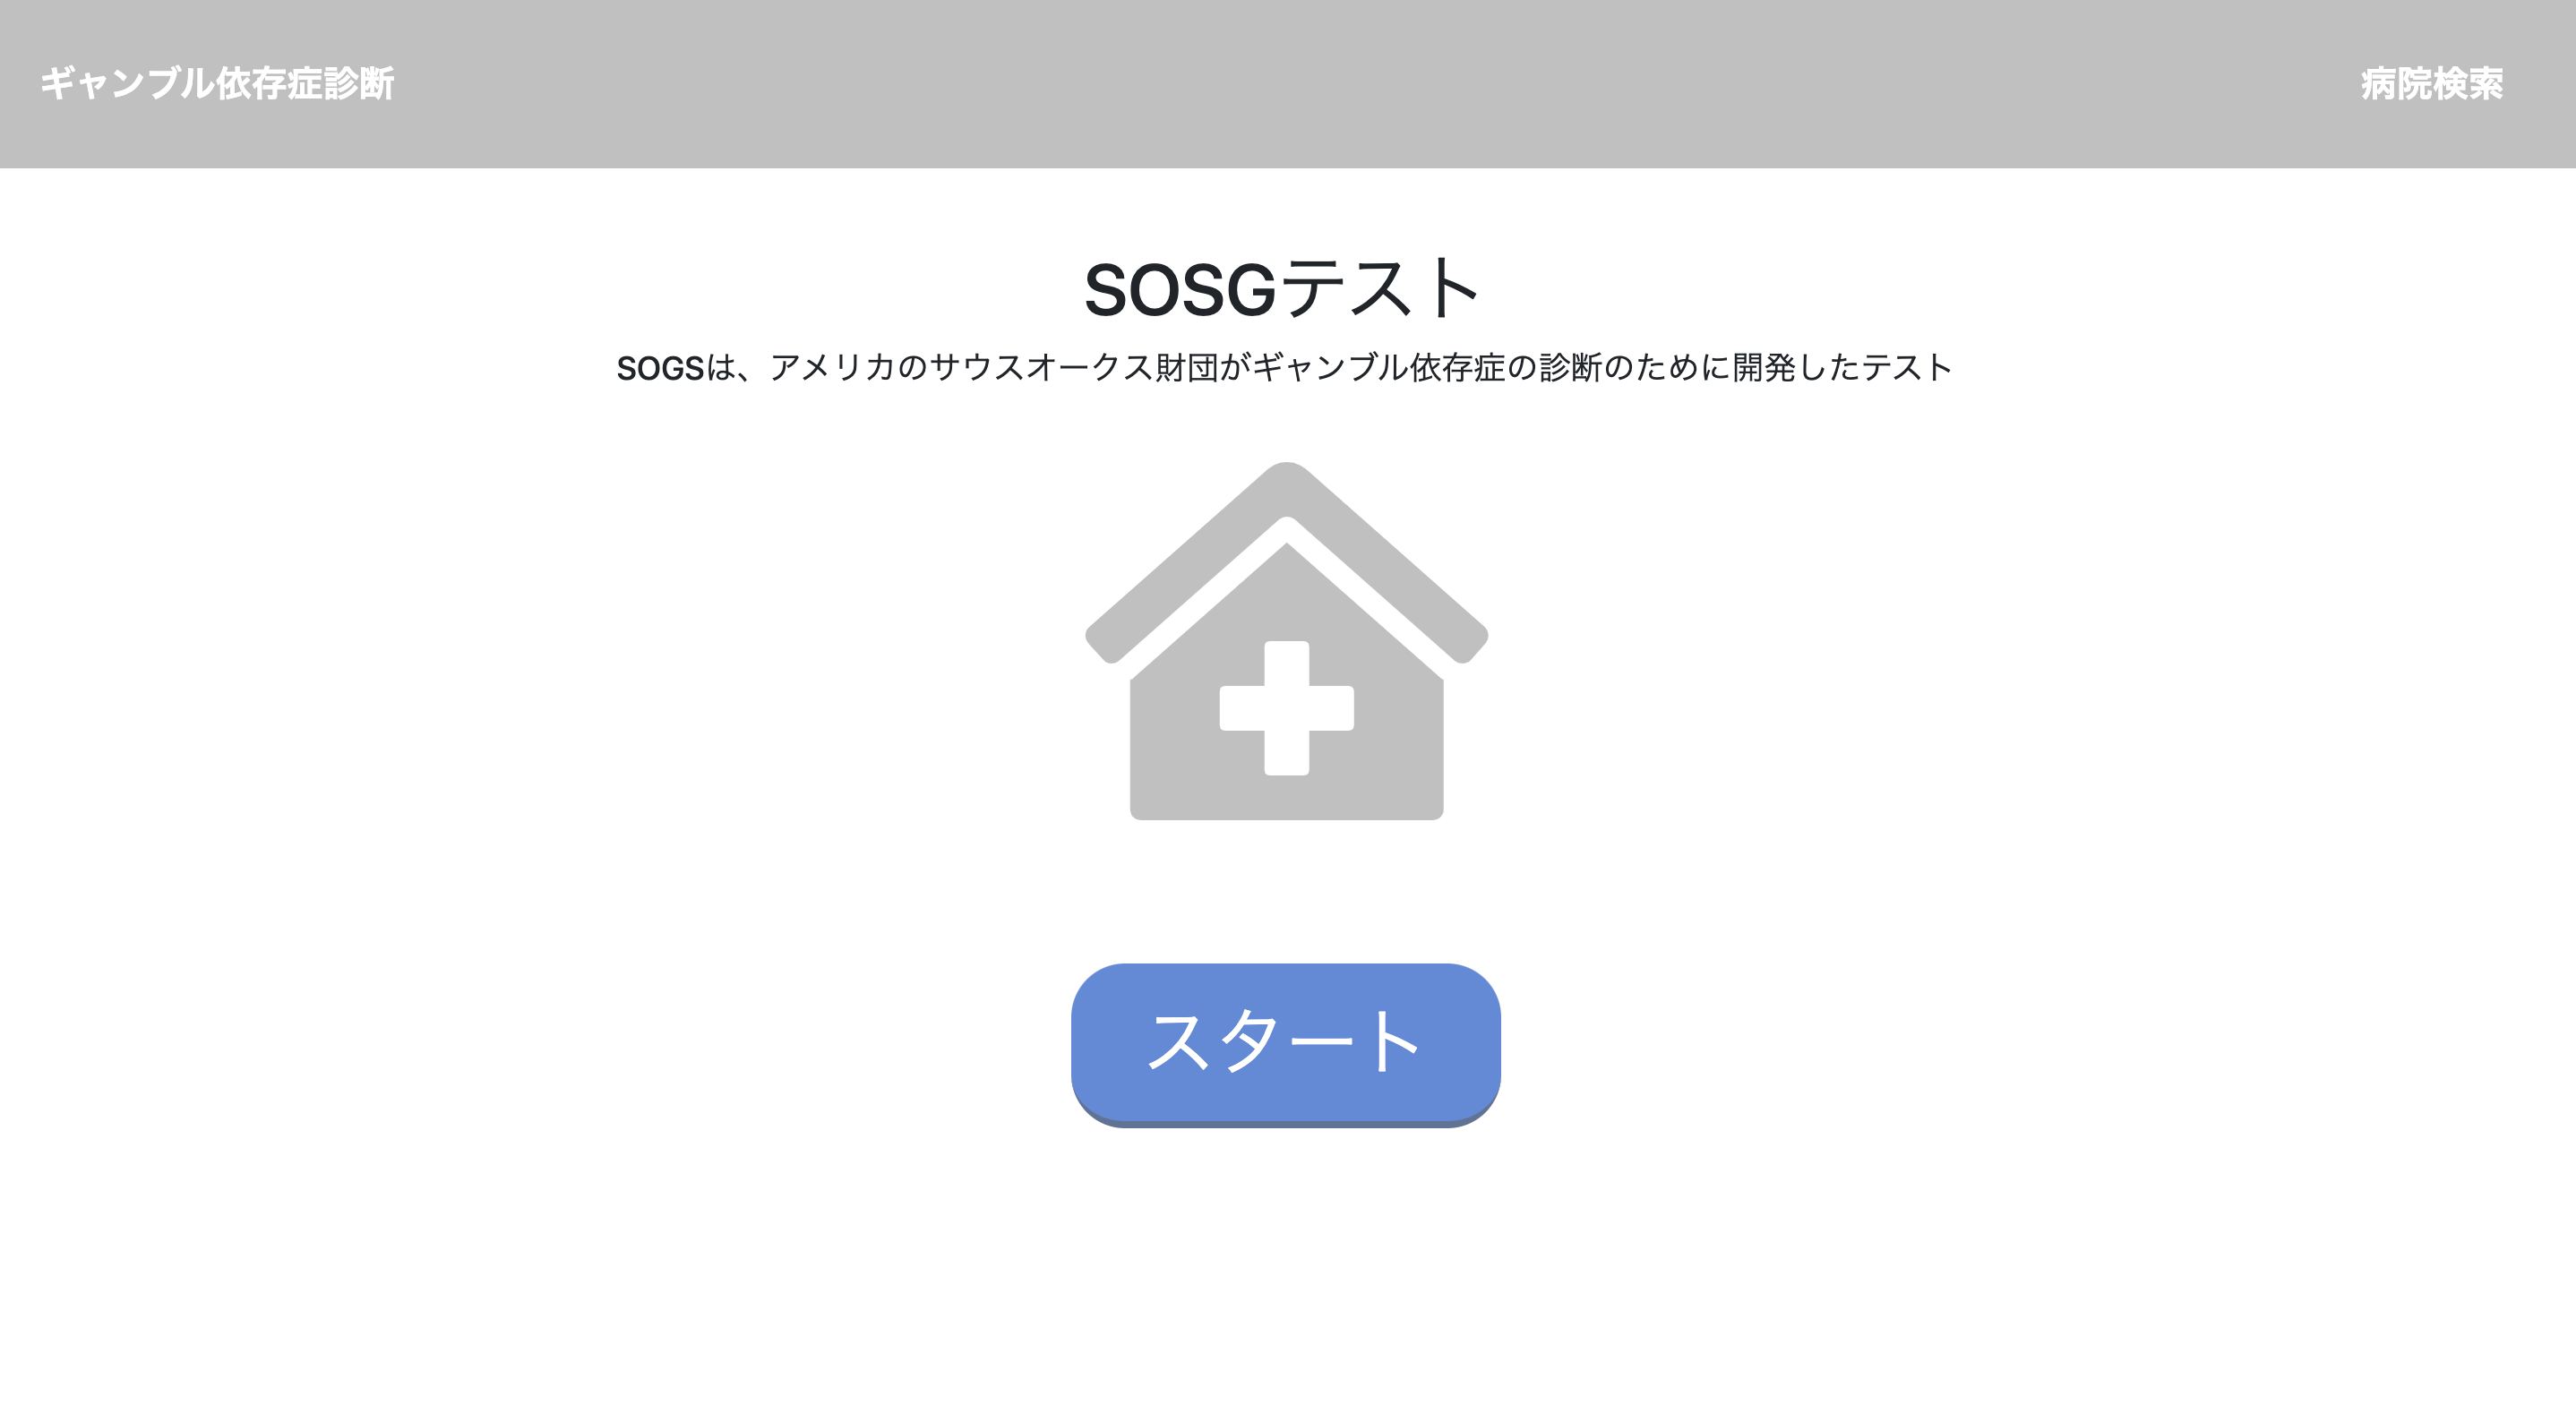 ギャンブル依存症診断
病院検索
SOSGテスト
SOGSは、アメリカのサウスオークス財団がギャンブル依存症の診断のために開発したテスト
スタート